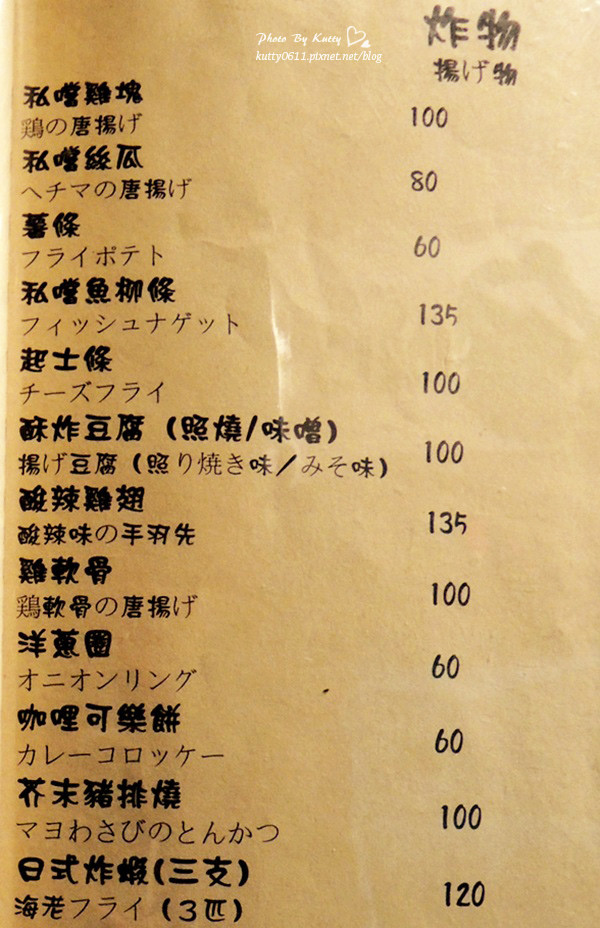 Photo By Kutty
kutty0611.pixnet.net/blog
炸物
揚げ物
私嚐雞塊
鶏の唐揚げ 100
私嚐絲瓜
ヘチマの唐揚げ 80
薯條
フライポテト 60
私嚐魚柳條
フィッシュナゲット 135
起士條
チーズフライ 100
酥炸豆腐(照燒/味噌)
揚げ豆腐(照り焼き味/みそ味) 100
酸辣雞翅
酸辣味の手羽先 135
雞軟骨
鶏軟骨の唐揚げ 100
洋蔥圈
オニオンリング 60
咖哩可樂餅
カレーコロッケー 60
芥末豬排燒
マヨわさびのとんかつ 100
日式炸蝦(三支)
海老フライ(3匹) 120